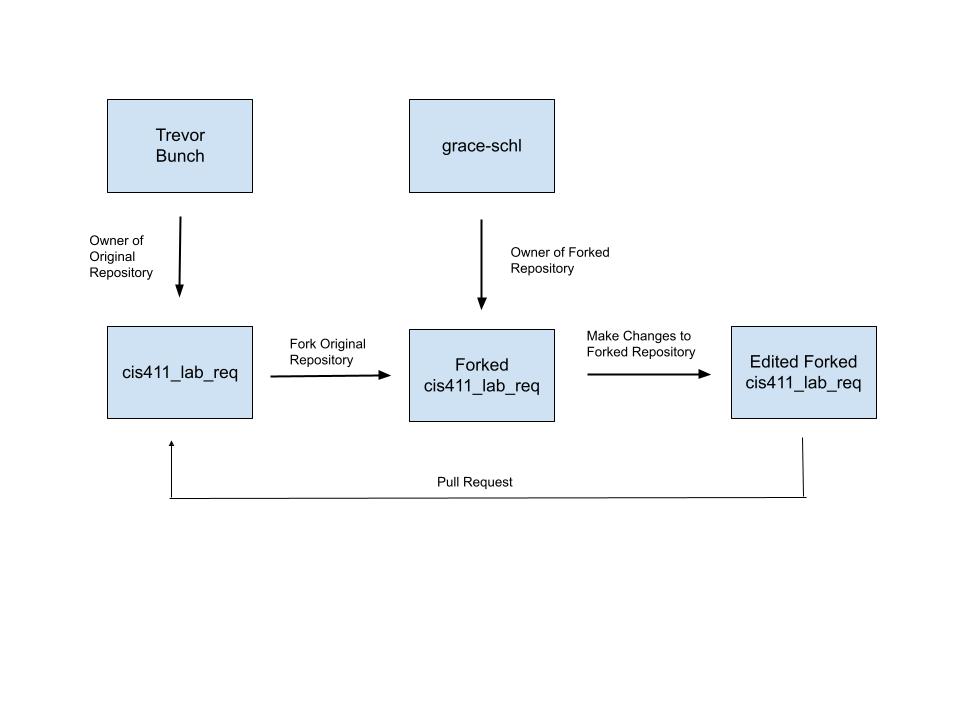 Trevor
Bunch
grace-schl
Owner of
Original
Repository
Owner of Forked
Repository
cis411_lab_req
Fork Original
Repository
Forked
cis411_lab_req
Make Changes to
Forked Repository
Edited Forked
cis411_lab_req
Pull Request